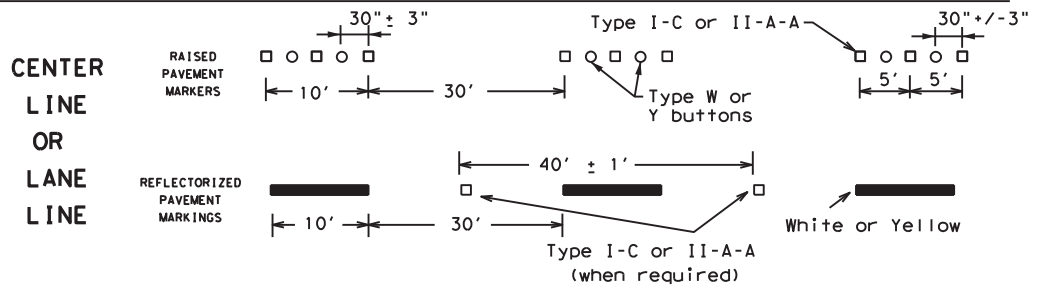 CENTER
LINE
OR
LANE
LINE
RAISED
PAVEMENT
MARKERS
30"± 3"
10'
30'
Type I-C or II-A-A
Type W or
Y buttons
30"+/-3"
5'
5'
REFLECTORIZED
PAVEMENT
MARKINGS
10'
30'
40' ± 1'
Type I-C or II-A-A
(when required)
White or Yellow